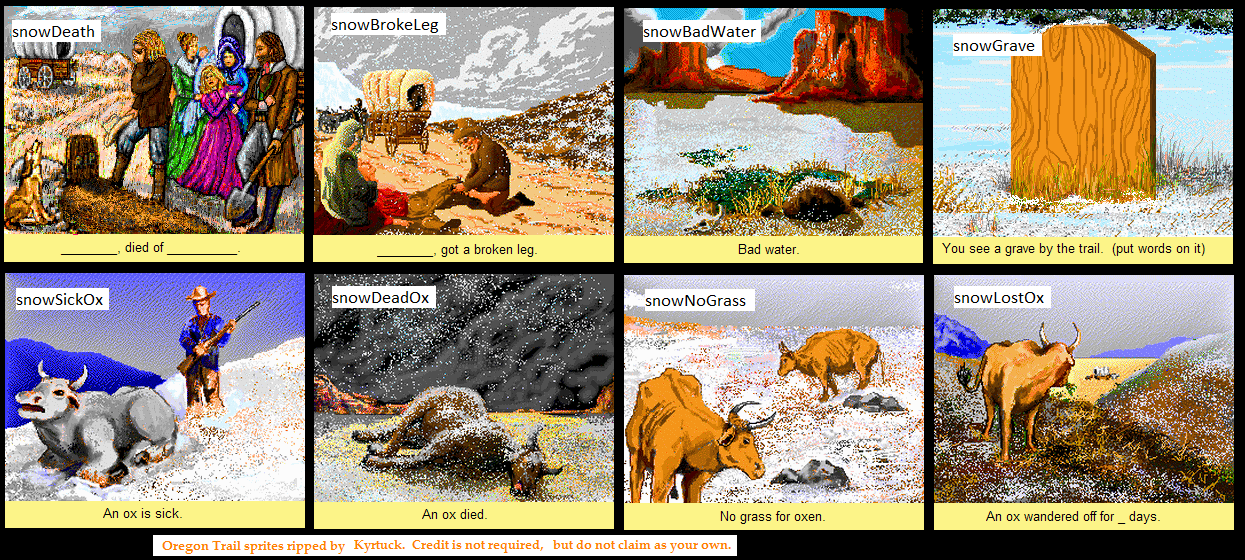 snowDeath
snowBrokeLeg
snowBadWater
snowGrave
________, died of __________.
________, got a broken leg.
Bad water.
You see a grave by the trail. (put words on it)
snowSickOx
snowDeadOx
snowNoGrass
snowLostOx
An ox is sick.
An ox died.
No grass for oxen.
An ox wandered off for _ days.
Oregon Trail sprites ripped by Kyrtuck. Credit is not required, but do not claim as your own.